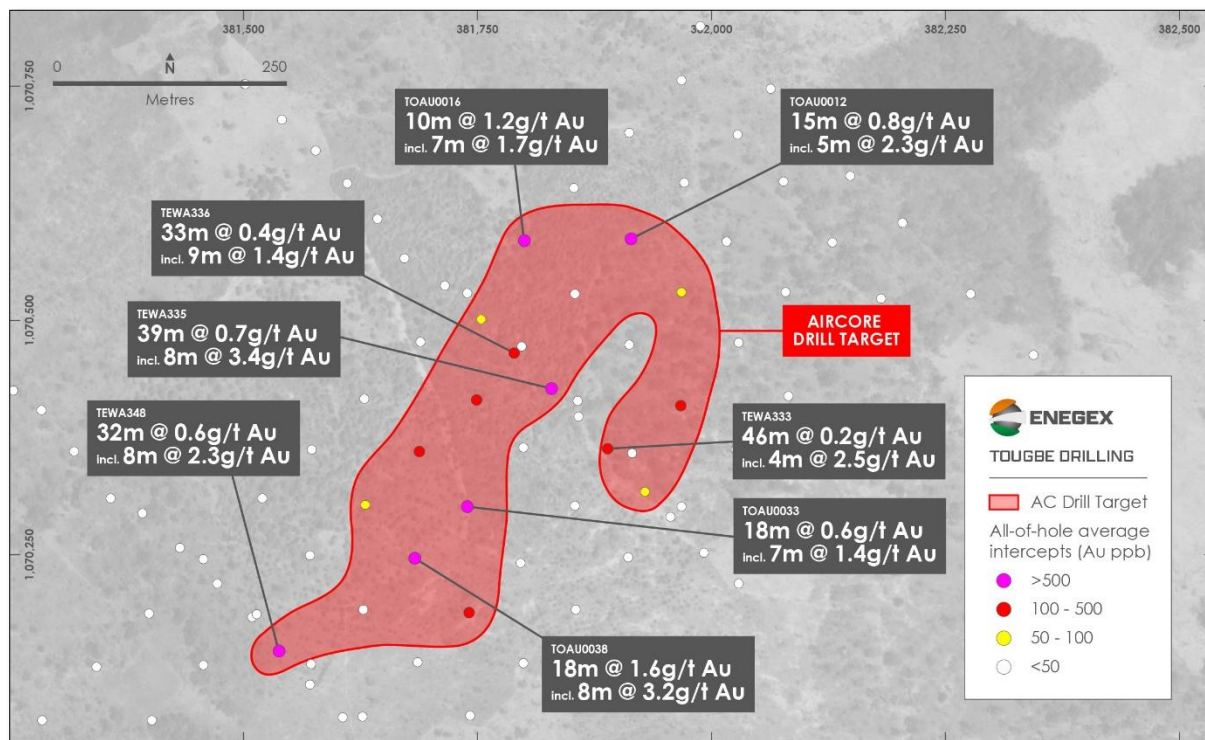 381,500
381,750
382,000
382,250
382,500
0
N
250
Metres
1,070,750
1,070,500
1,070,250
TOAU0016
10m @ 1.2g/t Au
incl. 7m @ 1.7g/t Au
TOAU0012
15m @ 0.8g/t Au
incl. 5m @ 2.3g/t Au
TEWA336
33m @ 0.4g/t Au
incl. 9m @ 1.4g/t Au
TEWA335
39m @ 0.7g/t Au
incl. 8m @ 3.4g/t Au
AIRCORE
DRILL TARGET
TEWA348
32m @ 0.6g/t Au
incl. 8m @ 2.3g/t Au
TEWA333
46m @ 0.2g/t Au
incl. 4m @ 2.5g/t Au
TOAU0033
18m @ 0.6g/t Au
incl. 7m @ 1.4g/t Au
TOAU0038
18m @ 1.6g/t Au
incl. 8m @ 3.2g/t Au
ENEGEX
TOUGBE DRILLING
AC Drill Target
All-of-hole average
intercepts (Au ppb)
>500
100 - 500
50 - 100
<50